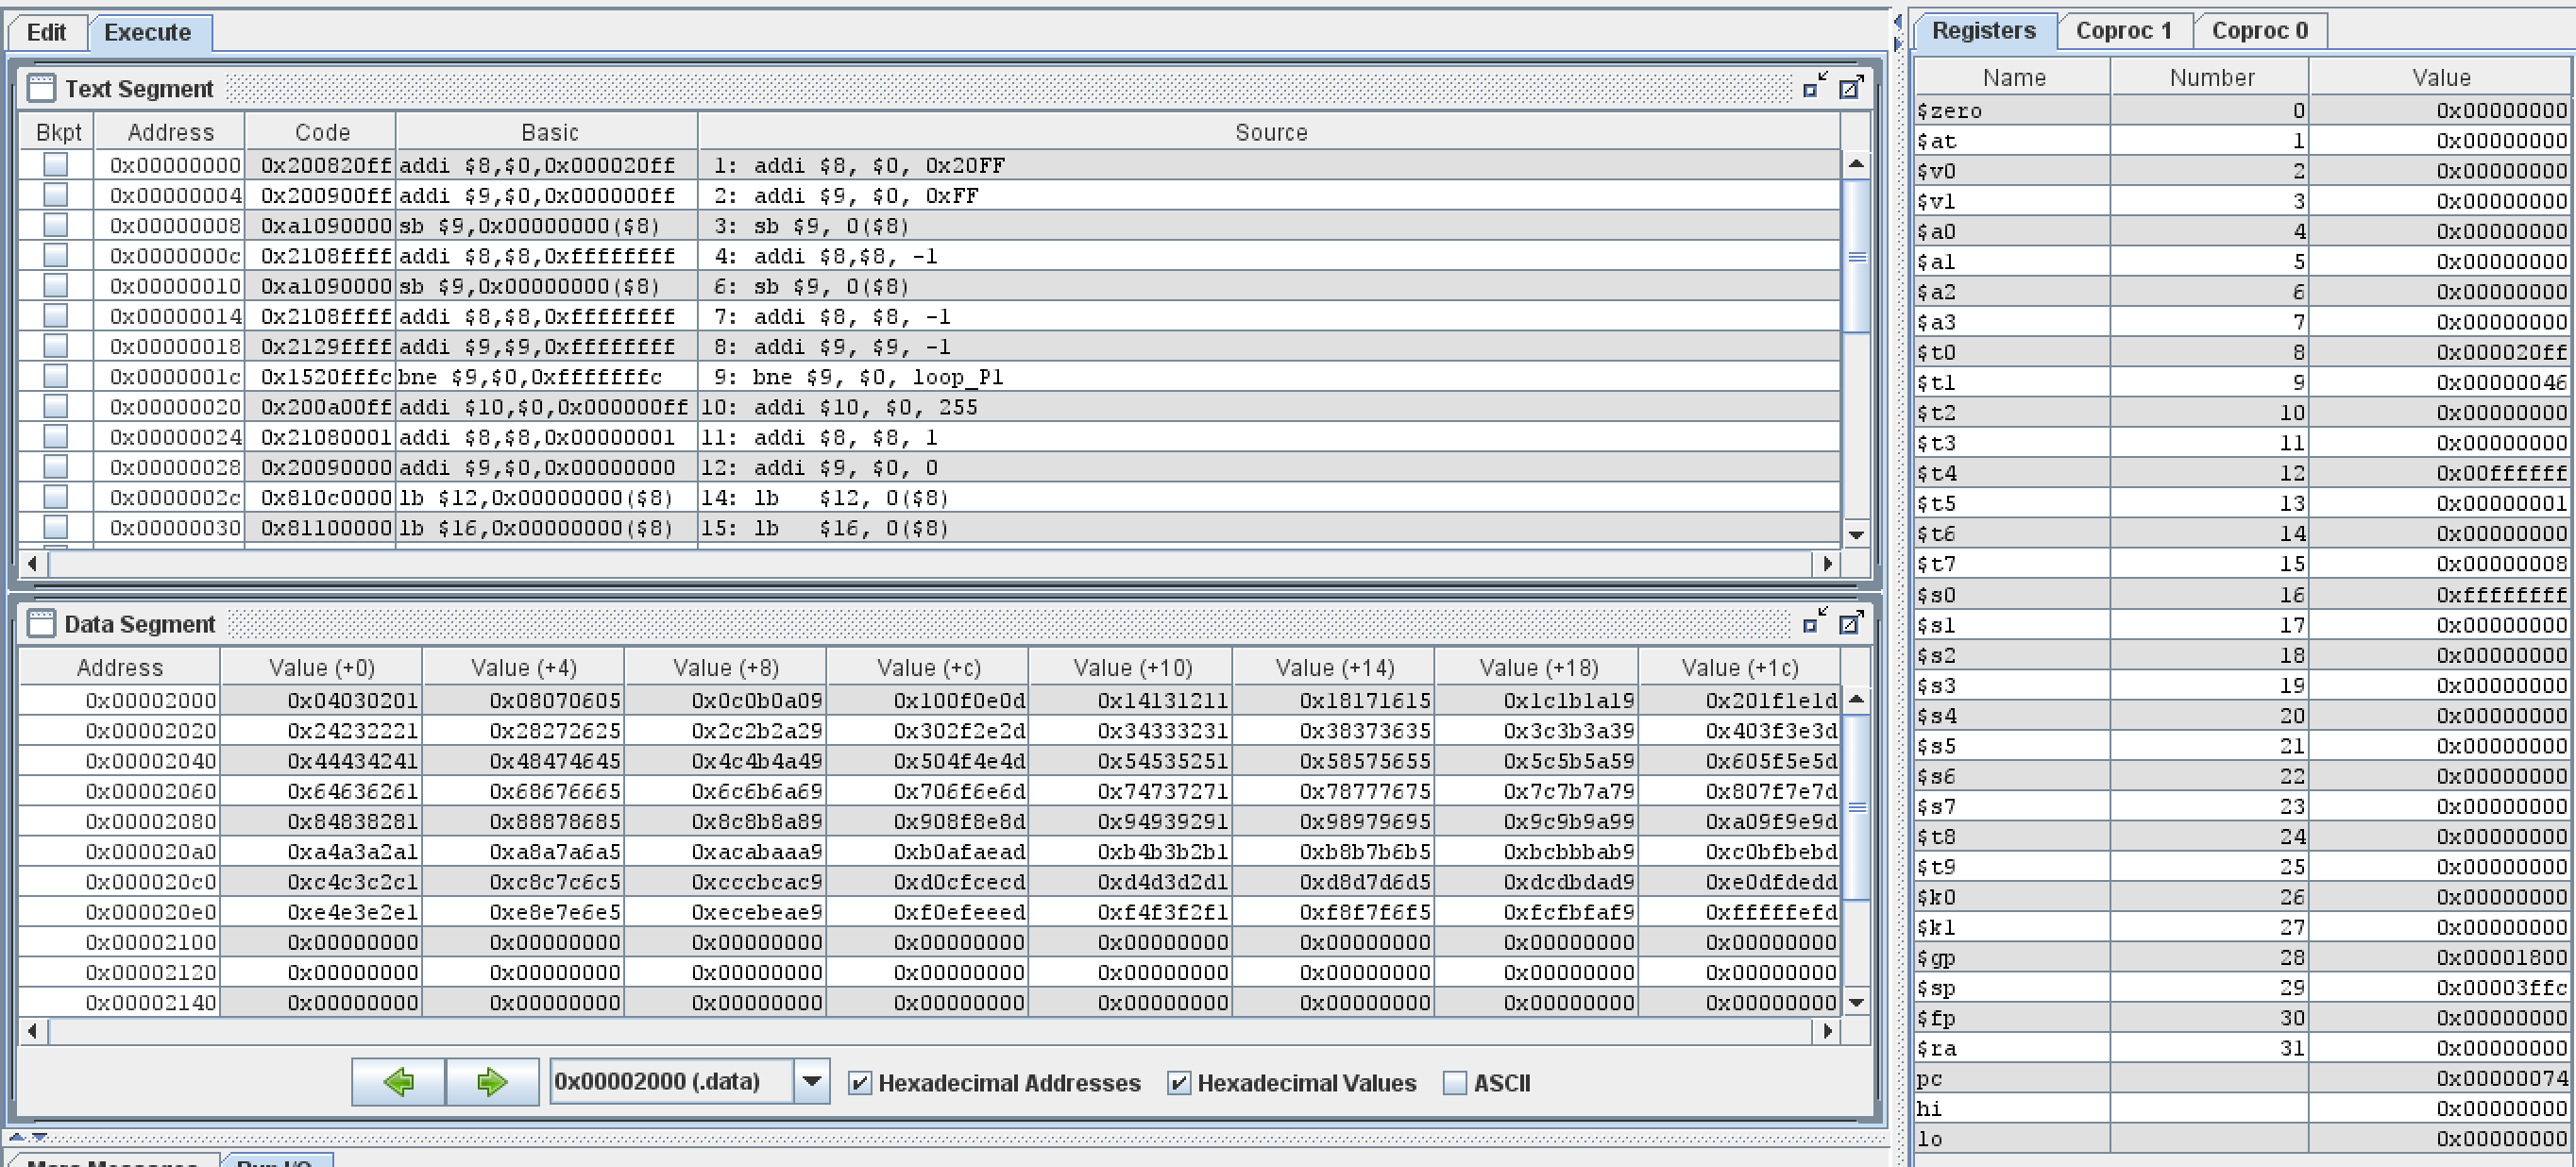 Edit Execute
Text Segment
Bkpt Address Code Basic Source
0x00000000 0x200820ff addi $8,$0,0x000020ff 1: addi $8, $0, 0x20FF
0x00000004 0x200900ff addi $9,$0,0x000000ff 2: addi $9, $0, 0xFF
0x00000008 0xa1090000 sb $9,0x00000000($8) 3: sb $9, 0($8)
0x0000000c 0x2108ffff addi $8,$8,0xffffffff 4: addi $8,$8, -1
0x00000010 0xa1090000 sb $9,0x00000000($8) 6: sb $9, 0($8)
0x00000014 0x2108ffff addi $8,$8,0xffffffff 7: addi $8, $8, -1
0x00000018 0x2129ffff addi $9,$9,0xffffffff 8: addi $9, $9, -1
0x0000001c 0x1520fffc bne $9,$0,0xfffffffc 9: bne $9, $0, loop_P1
0x00000020 0x200a00ff addi $10,$0,0x000000ff 10: addi $10, $0, 255
0x00000024 0x21080001 addi $8,$8,0x00000001 11: addi $8, $8, 1
0x00000028 0x20090000 addi $9,$0,0x00000000 12: addi $9, $0, 0
0x0000002c 0x810c0000 lb $12,0x00000000($8) 14: lb $12, 0($8)
0x00000030 0x81100000 lb $16,0x00000000($8) 15: lb $16, 0($8)
Data Segment
Address Value (+0) Value (+4) Value (+8) Value (+c) Value (+10) Value (+14) Value (+18) Value (+1c)
0x00002000 0x04030201 0x08070605 0x0c0b0a09 0x100f0e0d 0x14131211 0x18171615 0x1c1b1a19 0x201f1e1d
0x00002020 0x24232221 0x28272625 0x2c2b2a29 0x302f2e2d 0x34333231 0x38373635 0x3c3b3a39 0x403f3e3d
0x00002040 0x44434241 0x48474645 0x4c4b4a49 0x504f4e4d 0x54535251 0x58575655 0x5c5b5a59 0x605f5e5d
0x00002060 0x64636261 0x68676665 0x6c6b6a69 0x706f6e6d 0x74737271 0x78777675 0x7c7b7a79 0x807f7e7d
0x00002080 0x84838281 0x88878685 0x8c8b8a89 0x908f8e8d 0x94939291 0x98979695 0x9c9b9a99 0xa09f9e9d
0x000020a0 0xa4a3a2a1 0xa8a7a6a5 0xacabaaa9 0xb0afaead 0xb4b3b2b1 0xb8b7b6b5 0xbcbbbab9 0xc0bfbebd
0x000020c0 0xc4c3c2c1 0xc8c7c6c5 0xcccbcac9 0xd0cfcecd 0xd4d3d2d1 0xd8d7d6d5 0xdcdbdad9 0xe0dfdedd
0x000020e0 0xe4e3e2e1 0xe8e7e6e5 0xecebeae9 0xf0efeeed 0xf4f3f2f1 0xf8f7f6f5 0xfcfbfaf9 0xfffffefd
0x00002100 0x00000000 0x00000000 0x00000000 0x00000000 0x00000000 0x00000000 0x00000000 0x00000000
0x00002120 0x00000000 0x00000000 0x00000000 0x00000000 0x00000000 0x00000000 0x00000000 0x00000000
0x00002140 0x00000000 0x00000000 0x00000000 0x00000000 0x00000000 0x00000000 0x00000000 0x00000000
0x00002000 (.data) Hexadecimal Addresses Hexadecimal Values ASCII
More Messages Run I/O
Registers Coproc 1 Coproc 0
Name Number Value
$zero 0 0x00000000
$at 1 0x00000000
$v0 2 0x00000000
$v1 3 0x00000000
$a0 4 0x00000000
$a1 5 0x00000000
$a2 6 0x00000000
$a3 7 0x00000000
$t0 8 0x000020ff
$t1 9 0x00000046
$t2 10 0x00000000
$t3 11 0x00000000
$t4 12 0x00ffffff
$t5 13 0x00000001
$t6 14 0x00000000
$t7 15 0x00000008
$s0 16 0xffffffff
$s1 17 0x00000000
$s2 18 0x00000000
$s3 19 0x00000000
$s4 20 0x00000000
$s5 21 0x00000000
$s6 22 0x00000000
$s7 23 0x00000000
$t8 24 0x00000000
$t9 25 0x00000000
$k0 26 0x00000000
$k1 27 0x00000000
$gp 28 0x00001800
$sp 29 0x00003ffc
$fp 30 0x00000000
$ra 31 0x00000000
pc 0x00000074
hi 0x00000000
lo 0x00000000